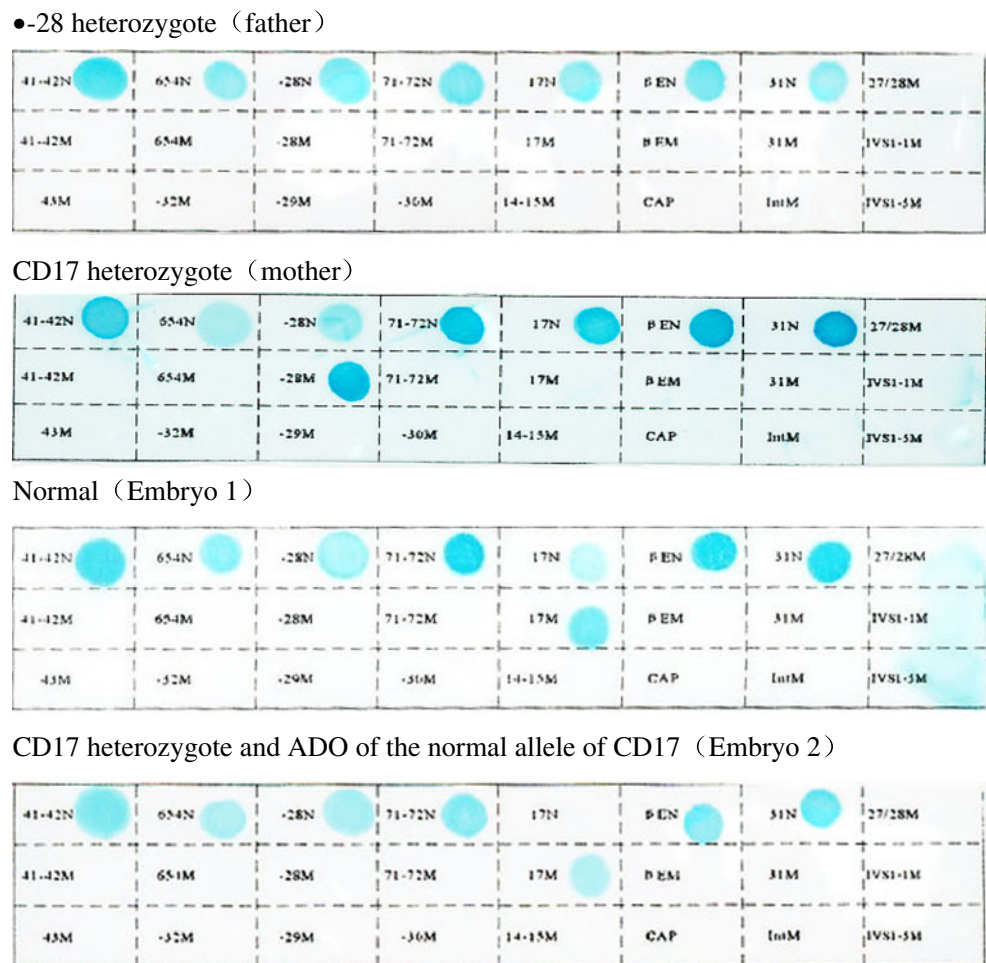 •-28 heterozygote（father）
41-42N 654N -28N 71-72N 17N βEN 31N 27/28M
41-42M 654M -28M 71-72M 17M βEM 31M IVS1-1M
43M -32M -29M -30M 14-15M CAP IntM IVS1-5M
CD17 heterozygote（mother）
41-42N 654N -28N 71-72N 17N βEN 31N 27/28M
41-42M 654M -28M 71-72M 17M βEM 31M IVS1-1M
43M -32M -29M -30M 14-15M CAP IntM IVS1-5M
Normal（Embryo 1）
41-42N 654N -28N 71-72N 17N βEN 31N 27/28M
41-42M 654M -28M 71-72M 17M βEM 31M IVS1-1M
43M -32M -29M -30M 14-15M CAP IntM IVS1-5M
CD17 heterozygote and ADO of the normal allele of CD17（Embryo 2）
41-42N 654N -28N 71-72N 17N βEN 31N 27/28M
41-42M 654M -28M 71-72M 17M βEM 31M IVS1-1M
43M -32M -29M -30M 14-15M CAP IntM IVS1-5M